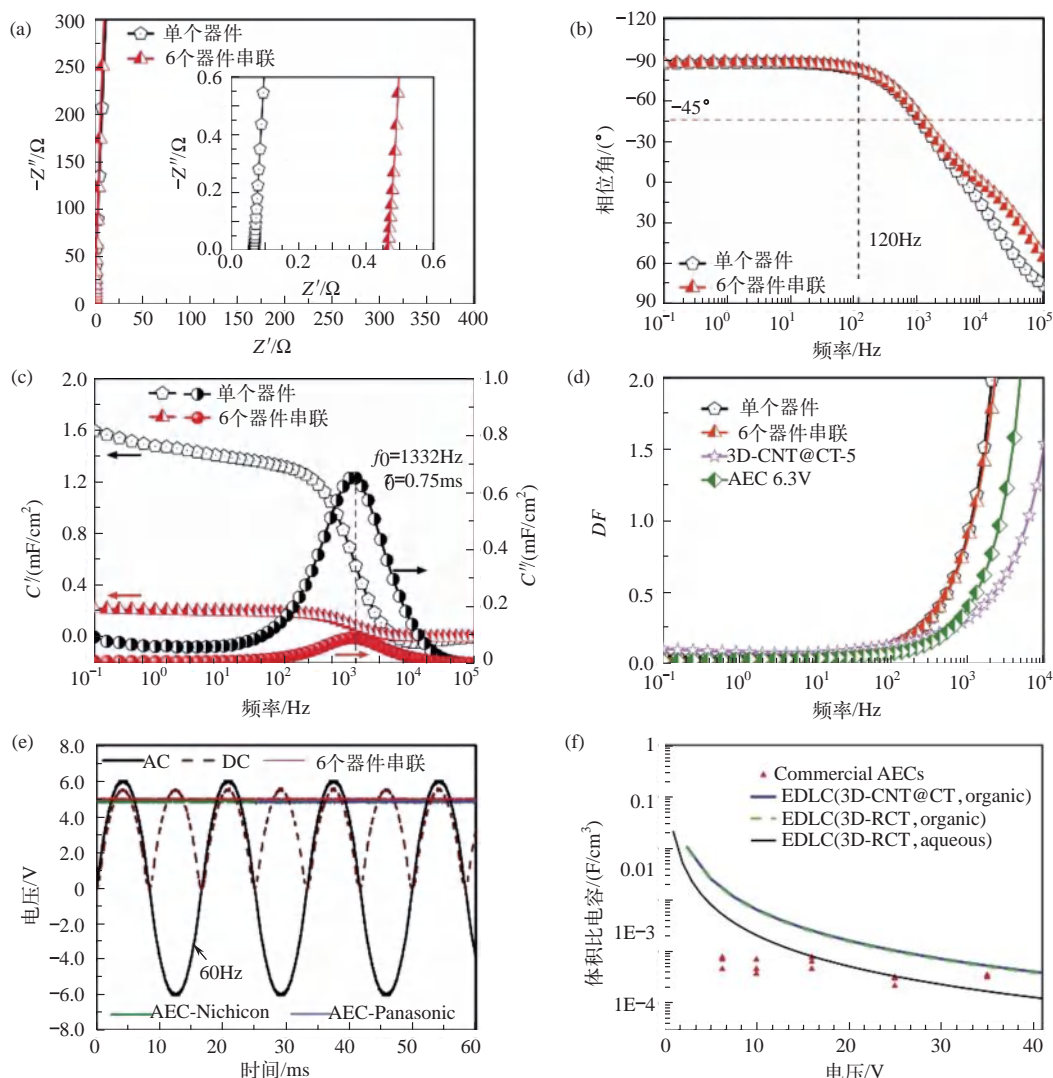 (a)
300
250
200
150
100
50
0
−Z″/Ω
单个器件
6个器件串联
0.6
0.4
0.2
0.0
−Z″/Ω
0.0 0.2 0.4 0.6
Z′/Ω
0 50 100 150 200 250 300 350 400
Z′/Ω
(b)
−120
−90
−60
−30
0
30
60
90
相位角/(°)
−45°
120Hz
单个器件
6个器件串联
10⁻¹ 10⁰ 10¹ 10² 10³ 10⁴ 10⁵
频率/Hz
(c)
2.0
1.6
1.2
0.8
0.4
0.0
C′/(mF/cm²)
单个器件
6个器件串联
f0=1332Hz
τ0=0.75ms
1.0
0.8
0.6
0.4
0.2
0
C″/(mF/cm²)
10⁻¹ 10⁰ 10¹ 10² 10³ 10⁴ 10⁵
频率/Hz
(d)
2.0
1.5
1.0
0.5
0.0
DF
单个器件
6个器件串联
3D-CNT@CT-5
AEC 6.3V
10⁻¹ 10⁰ 10¹ 10² 10³ 10⁴
频率/Hz
(e)
8.0
6.0
4.0
2.0
0
−2.0
−4.0
−6.0
−8.0
电压/V
AC DC 6个器件串联
60Hz
AEC-Nichicon AEC-Panasonic
0 10 20 30 40 50 60
时间/ms
(f)
1
0.1
0.01
1E−3
1E−4
体积比电容/(F/cm³)
Commercial AECs
EDLC(3D-CNT@CT,organic)
EDLC(3D-RCT,organic)
EDLC(3D-RCT,aqueous)
0 10 20 30 40
电压/V